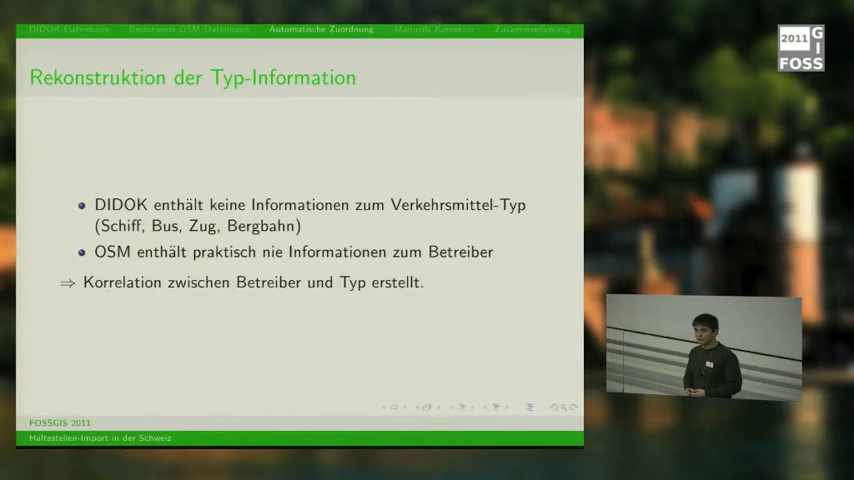 DIDOK Datenbasis Bestehende OSM-Datenbasis Automatische Zuordnung Manuelle Korrektur Zusammenfassung
2011 GIS
FOSS
Rekonstruktion der Typ-Information
DIDOK enthält keine Informationen zum Verkehrsmittel-Typ
(Schiff, Bus, Zug, Bergbahn)
OSM enthält praktisch nie Informationen zum Betreiber
⇒ Korrelation zwischen Betreiber und Typ erstellt.
FOSSGIS 2011
Haltestellen-Import in der Schweiz